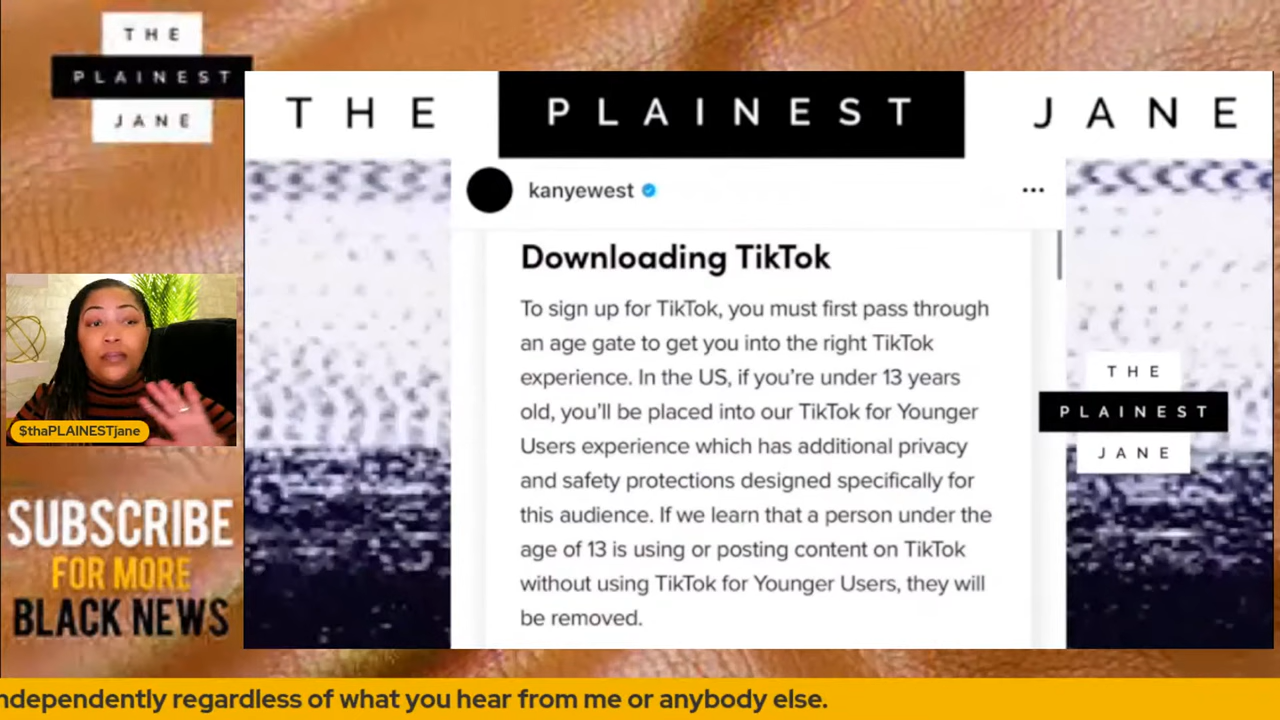 THE
PLAINEST
JANE
THE PLAINEST JANE
kanyewest
Downloading TikTok
To sign up for TikTok, you must first pass through
an age gate to get you into the right TikTok
experience. In the US, if you're under 13 years
old, you'll be placed into our TikTok for Younger
Users experience which has additional privacy
and safety protections designed specifically for
this audience. If we learn that a person under the
age of 13 is using or posting content on TikTok
without using TikTok for Younger Users, they will
be removed.
THE
PLAINEST
JANE
$thaPLAINESTjane
SUBSCRIBE
FOR MORE
BLACK NEWS
ndependently regardless of what you hear from me or anybody else.